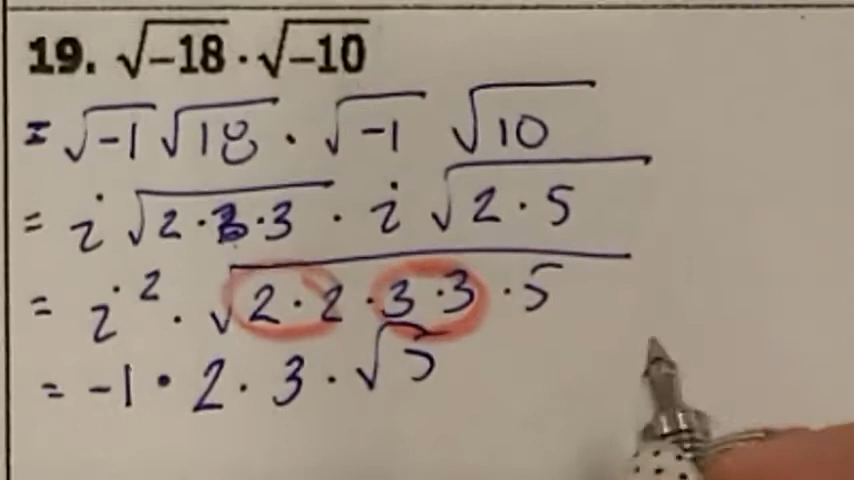 19. √-18 · √-10
= √-1 √18 · √-1 √10
= i √2·3·3 · i √2·5
= i² · √2·2·3·3·5
= -1 · 2 · 3 · √5